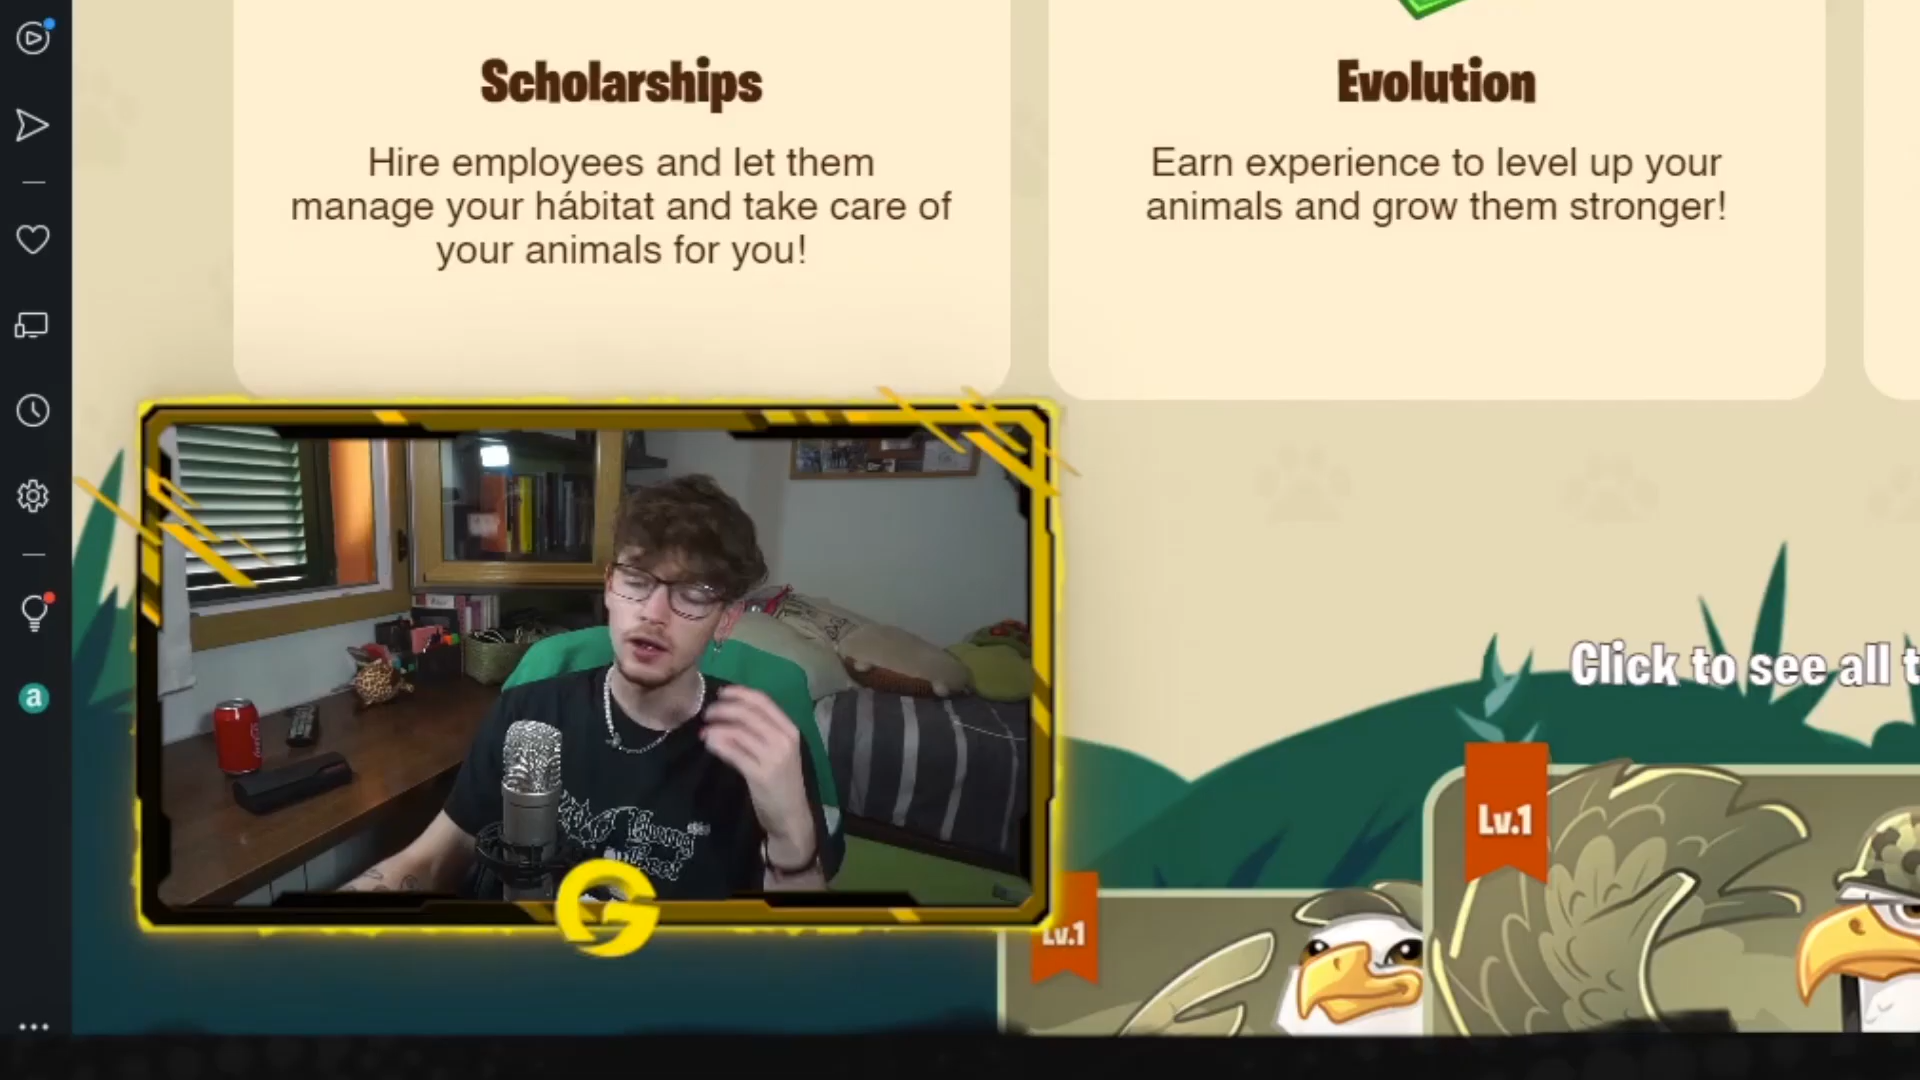 Scholarships
Hire employees and let them
manage your hábitat and take care of
your animals for you!
Evolution
Earn experience to level up your
animals and grow them stronger!
Click to see all t
Lv.1
Lv.1
G
a